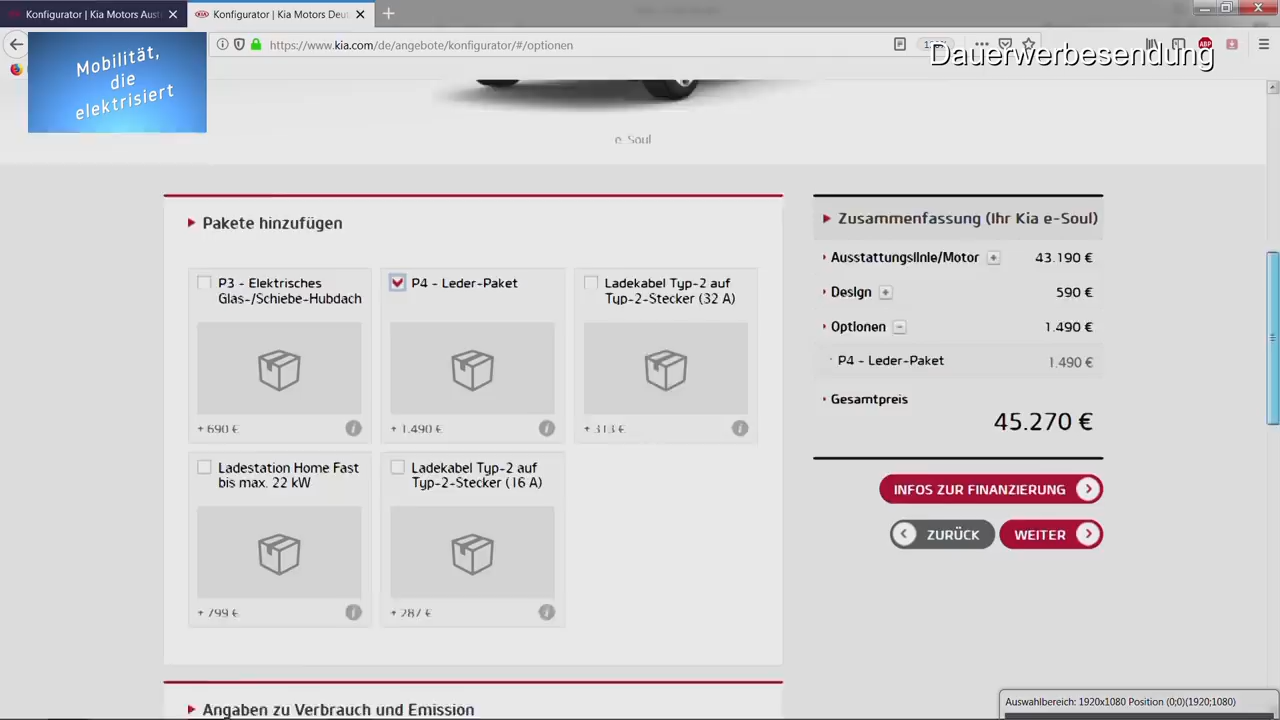 Konfigurator | Kia Motors Aust
Konfigurator | Kia Motors Deut
https://www.kia.com/de/angebote/konfigurator/#/optionen
ABP
Dauerwerbesendung
Mobilität,
die
elektrisiert
e-Soul
Pakete hinzufügen
P3 - Elektrisches
Glas-/Schiebe-Hubdach
+ 690 €
P4 - Leder-Paket
+ 1.490 €
Ladekabel Typ-2 auf
Typ-2-Stecker (32 A)
+ 313 €
Ladestation Home Fast
bis max. 22 kW
+ 799 €
Ladekabel Typ-2 auf
Typ-2-Stecker (16 A)
+ 287 €
Zusammenfassung (Ihr Kia e-Soul)
Ausstattungslinie/Motor 43.190 €
Design 590 €
Optionen 1.490 €
P4 - Leder-Paket 1.490 €
Gesamtpreis
45.270 €
INFOS ZUR FINANZIERUNG
ZURÜCK
WEITER
Angaben zu Verbrauch und Emission
Auswahlbereich: 1920x1080 Position (0;0)(1920;1080)